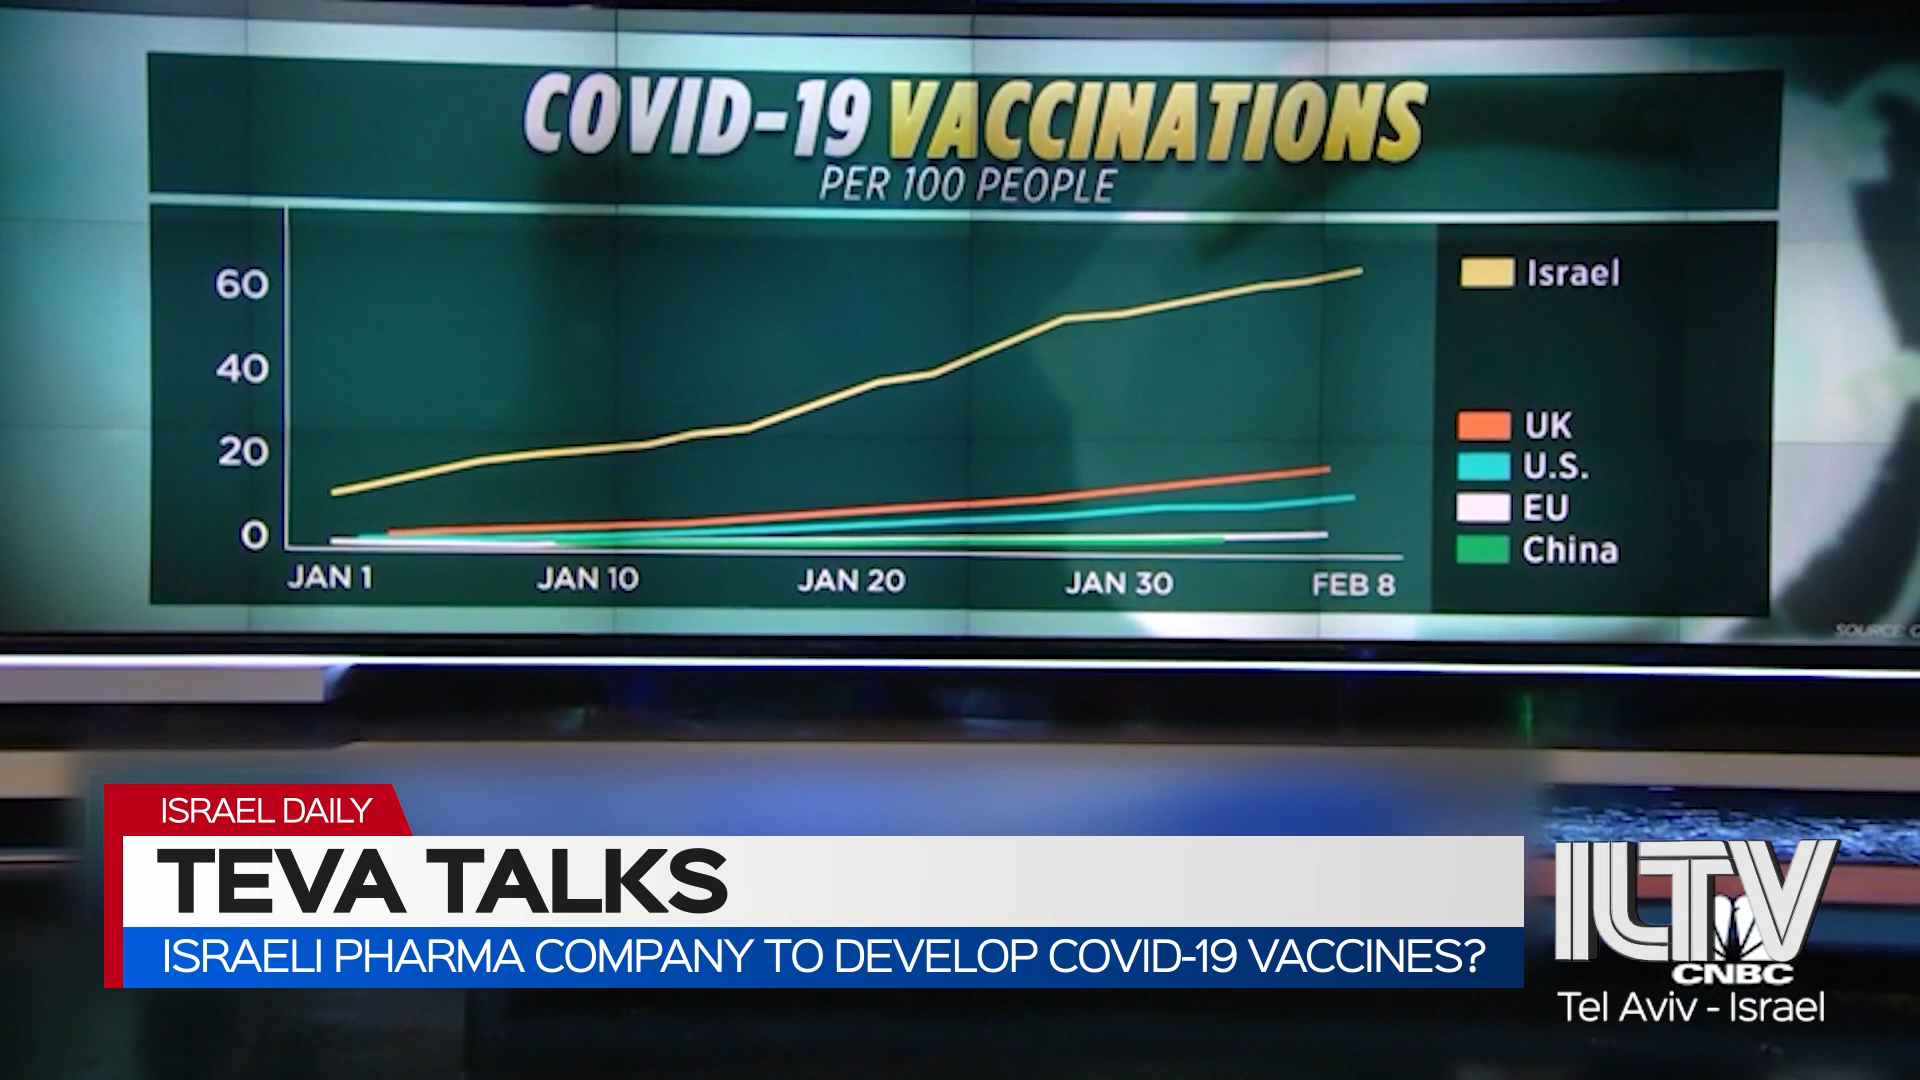 COVID-19 VACCINATIONS
PER 100 PEOPLE
60
40
20
0
JAN 1
JAN 10
JAN 20
JAN 30
FEB 8
Israel
UK
U.S.
EU
China
SOURCE:
ISRAEL DAILY
TEVA TALKS
ISRAELI PHARMA COMPANY TO DEVELOP COVID-19 VACCINES?
ILTV
CNBC
Tel Aviv - Israel